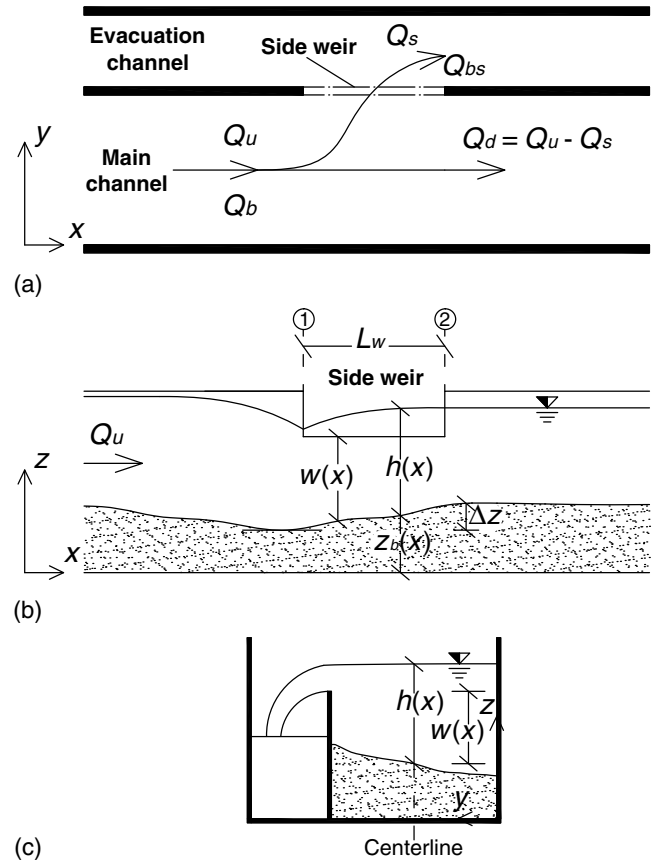 Evacuation channel
Side weir
Qs
Qbs
y
Qu
Main channel
Qd = Qu - Qs
Qb
x
(a)
1
2
Lw
Side weir
Qu
z
w(x)
h(x)
Δz
zb(x)
x
(b)
h(x)
z
w(x)
y
(c)
Centerline